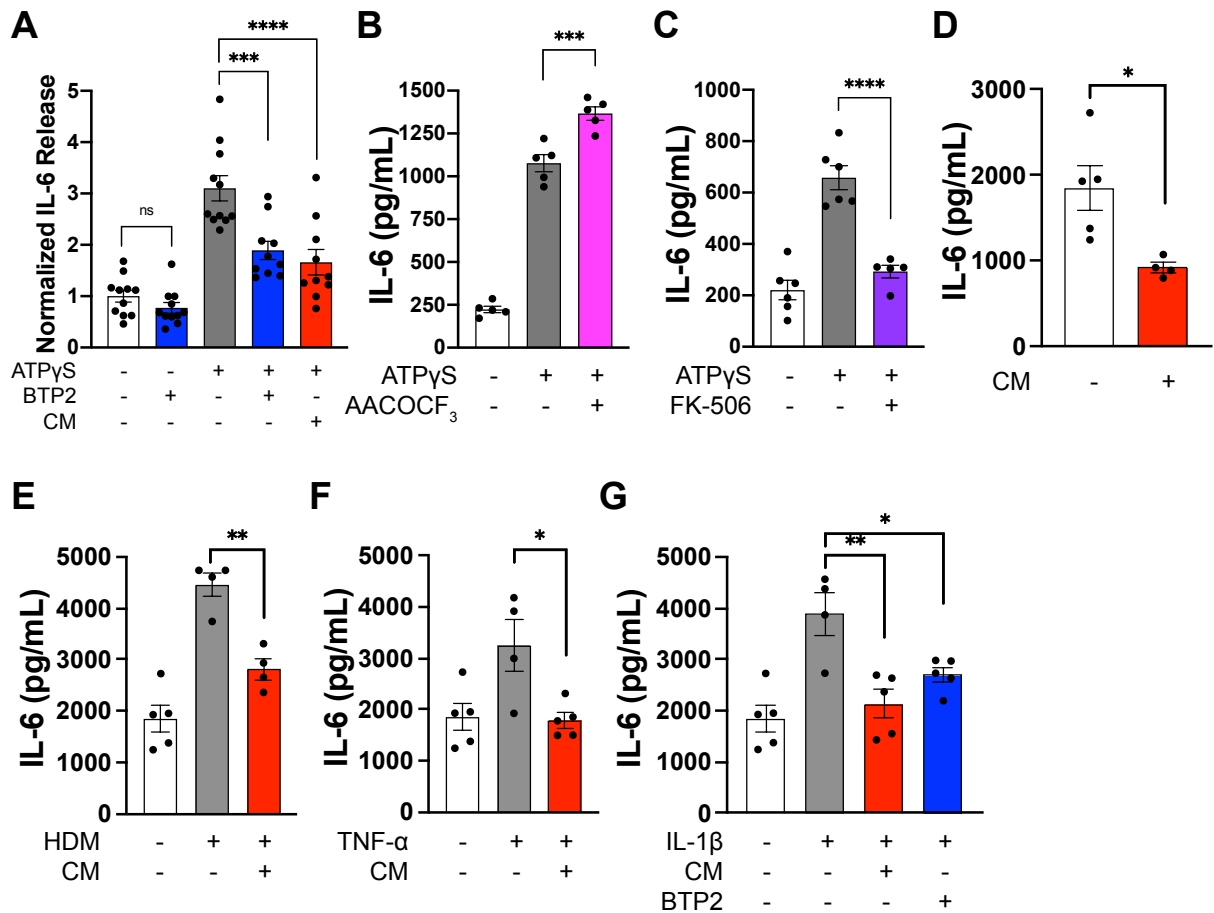 A
Normalized IL-6 Release
5
4
3
2
1
0
ns
***
****
ATPγS - - + + +
BTP2 - + - + -
CM - - - - +
B
IL-6 (pg/mL)
1500
1250
1000
750
500
250
0
***
ATPγS - + +
AACOCF3 - - +
C
IL-6 (pg/mL)
1000
800
600
400
200
0
****
ATPγS - + +
FK-506 - - +
D
IL-6 (pg/mL)
3000
2000
1000
0
*
CM - +
E
IL-6 (pg/mL)
5000
4000
3000
2000
1000
0
**
HDM - + +
CM - - +
F
IL-6 (pg/mL)
5000
4000
3000
2000
1000
0
*
TNF-α - + +
CM - - +
G
IL-6 (pg/mL)
5000
4000
3000
2000
1000
0
*
**
IL-1β - + + +
CM - - + -
BTP2 - - - +